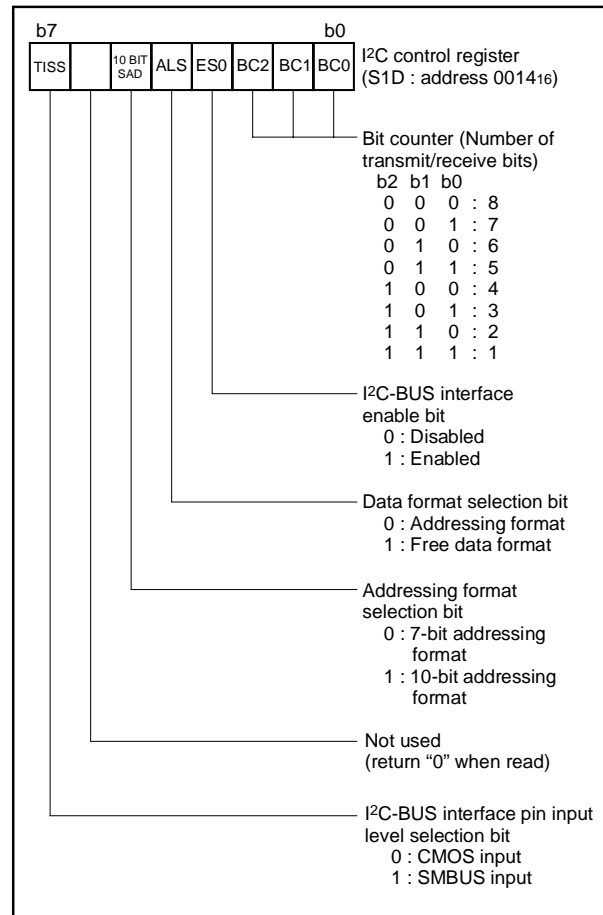 b7 b0
TISS 10 BIT SAD ALS ES0 BC2 BC1 BC0
I2C control register
(S1D : address 001416)
Bit counter (Number of
transmit/receive bits)
b2 b1 b0
0 0 0 : 8
0 0 1 : 7
0 1 0 : 6
0 1 1 : 5
1 0 0 : 4
1 0 1 : 3
1 1 0 : 2
1 1 1 : 1
I2C-BUS interface
enable bit
0 : Disabled
1 : Enabled
Data format selection bit
0 : Addressing format
1 : Free data format
Addressing format
selection bit
0 : 7-bit addressing
format
1 : 10-bit addressing
format
Not used
(return “0” when read)
I2C-BUS interface pin input
level selection bit
0 : CMOS input
1 : SMBUS input